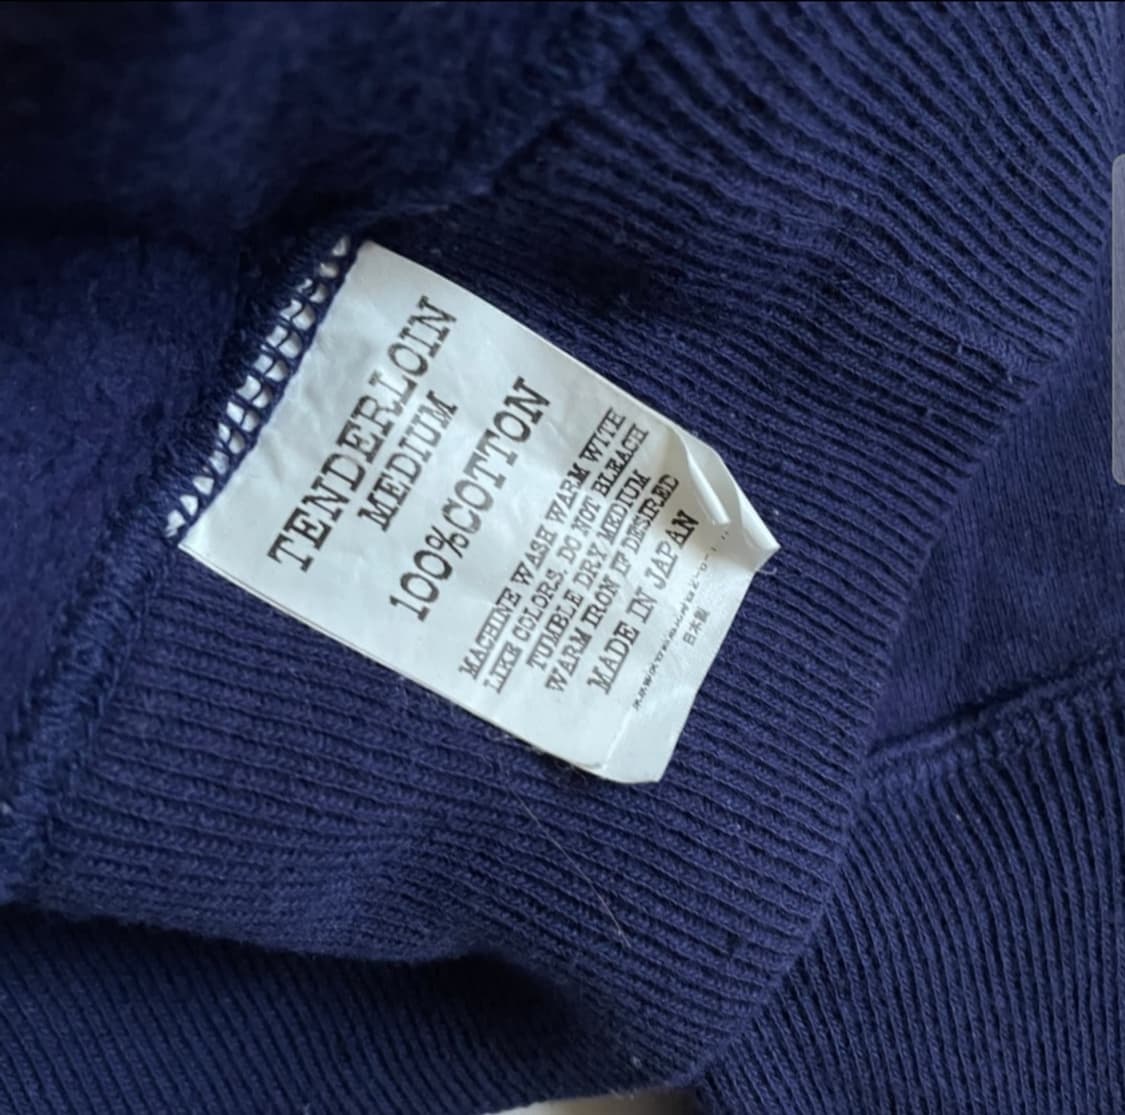 TENDERLOIN
MEDIUM
100%COTTON
MACHINE WASH WARM WITH
LIKE COLORS. DO NOT BLEACH
TUMBLE DRY MEDIUM
WARM IRON IF DESIRED
MADE IN JAPAN
日本製